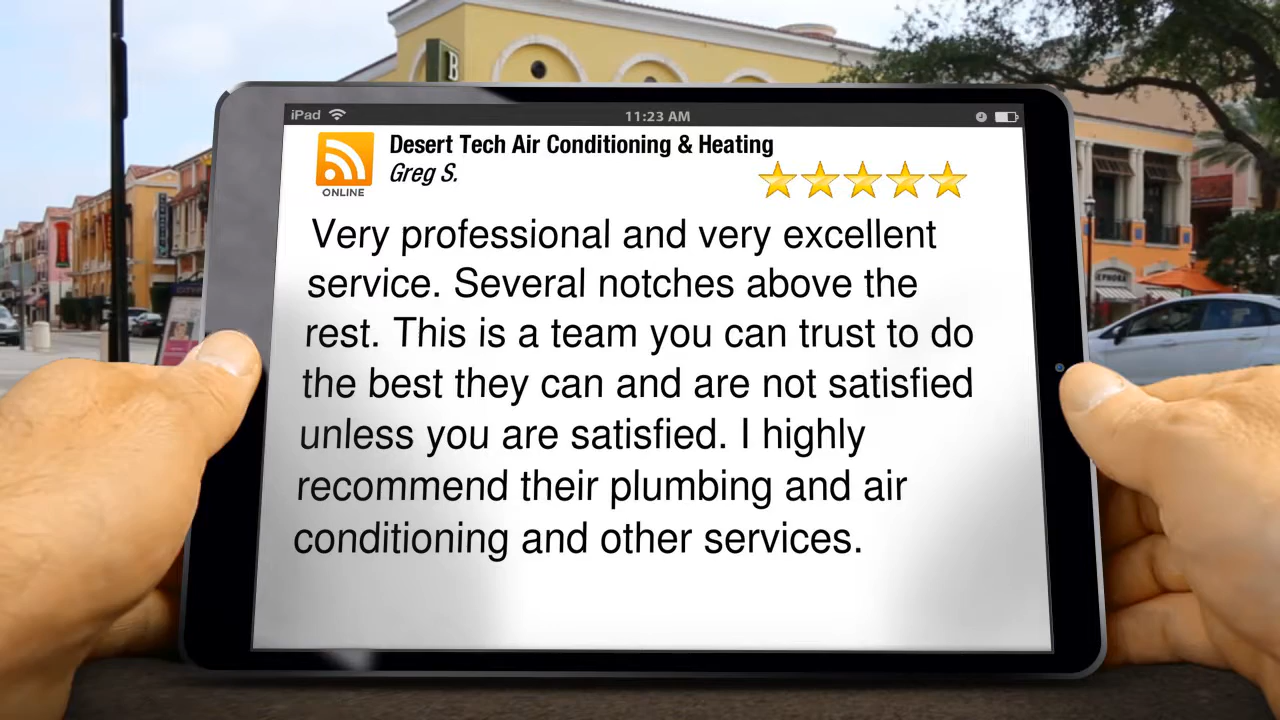 B
iPad
11:23 AM
Desert Tech Air Conditioning & Heating
Greg S.
ONLINE
Very professional and very excellent
service. Several notches above the
rest. This is a team you can trust to do
the best they can and are not satisfied
unless you are satisfied. I highly
recommend their plumbing and air
conditioning and other services.